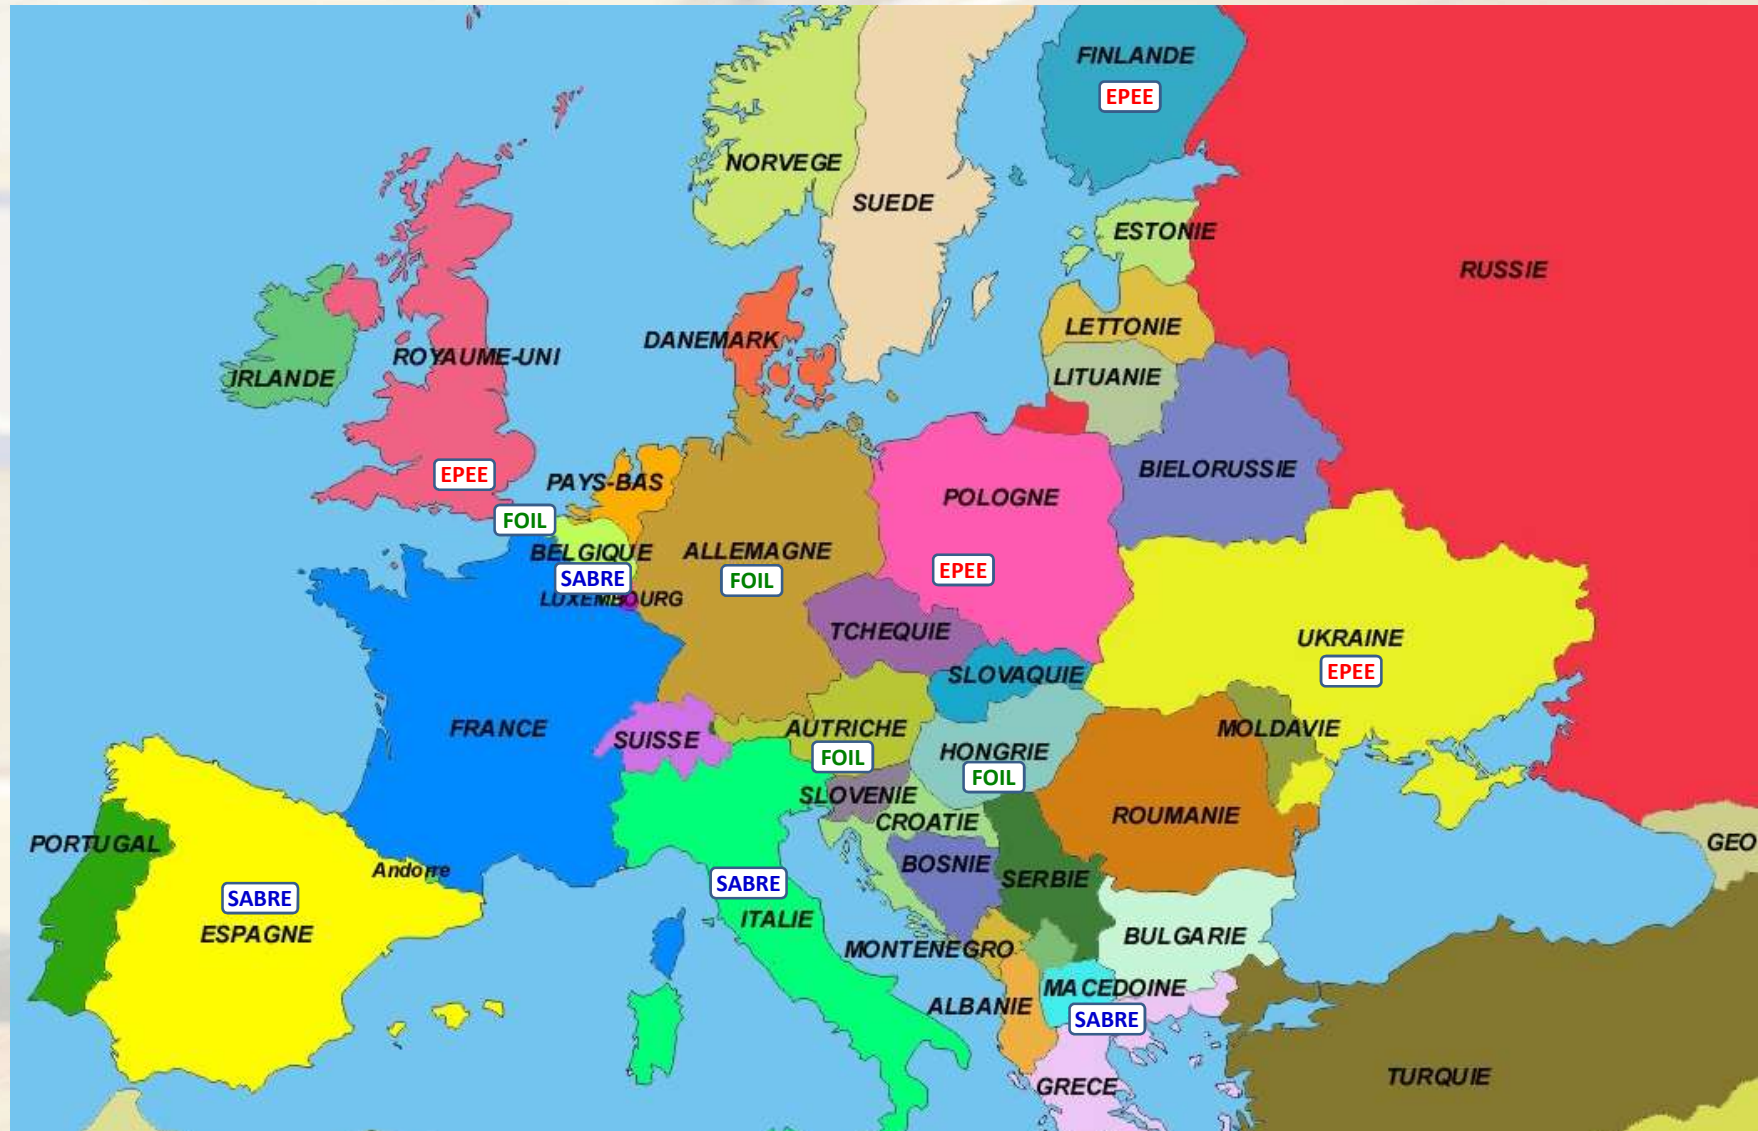 FINLANDE
EPEE
NORVEGE
SUEDE
ESTONIE
RUSSIE
LETTONIE
DANEMARK
ROYAUME-UNI
IRLANDE
LITUANIE
BIELORUSSIE
EPEE
PAYS-BAS
POLOGNE
FOIL
BELGIQUE
ALLEMAGNE
SABRE
FOIL
EPEE
LUXEMBOURG
TCHEQUIE
UKRAINE
EPEE
SLOVAQUIE
FRANCE
SUISSE
AUTRICHE
FOIL
HONGRIE
FOIL
MOLDAVIE
SLOVENIE
CROATIE
ROUMANIE
PORTUGAL
GEO
Andorre
BOSNIE
SERBIE
SABRE
ESPAGNE
SABRE
ITALIE
MONTENEGRO
BULGARIE
ALBANIE
MACEDOINE
SABRE
GRECE
TURQUIE